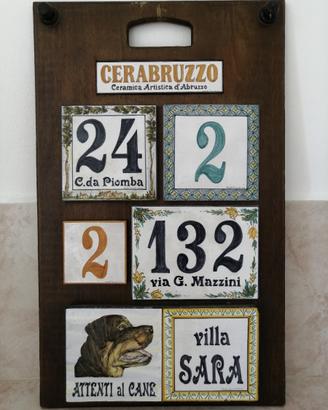 CERABRUZZO
Ceramica Artistica d'Abruzzo
24
C.da Piomba
2
2
132
via G. Mazzini
ATTENTI al CANE
villa
SARA